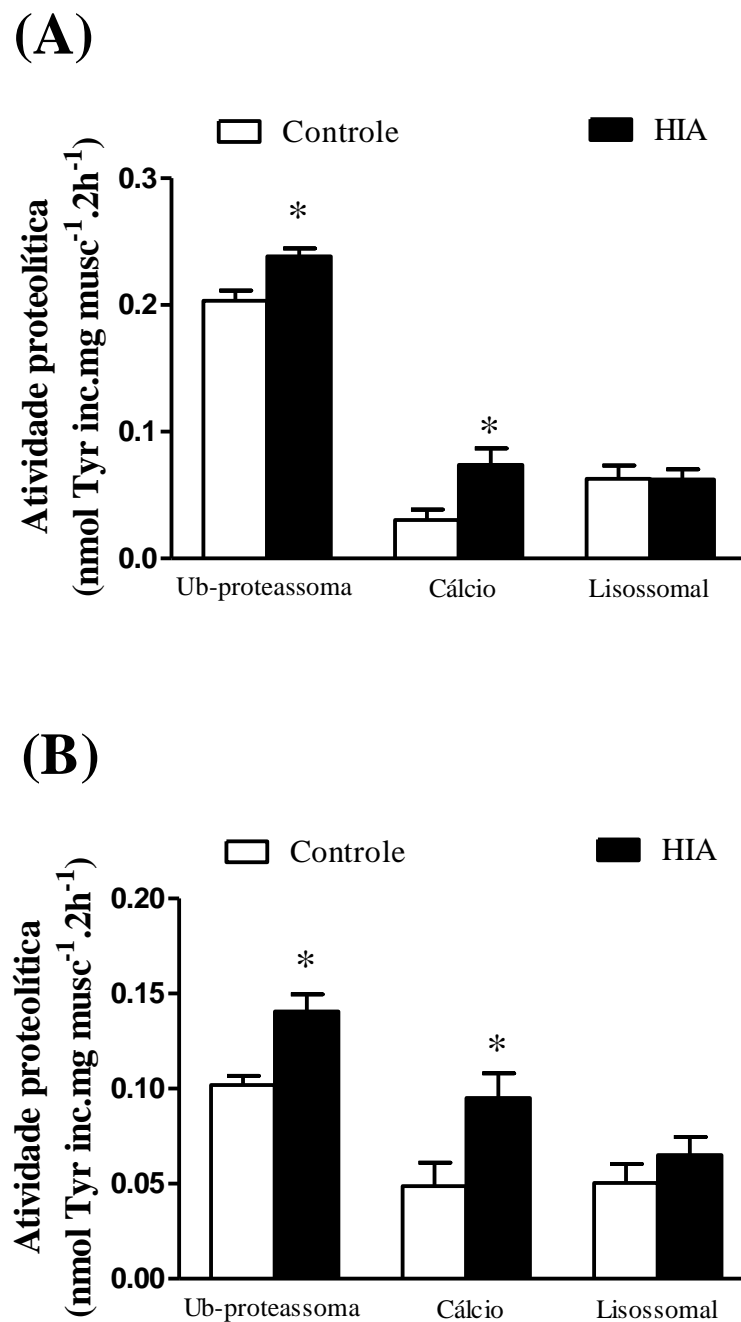 (A)
Controle
HIA
Atividade proteolítica
(nmol Tyr inc.mg musc⁻¹.2h⁻¹)
0.3
*
0.2
*
0.1
0.0
Ub-proteassoma
Cálcio
Lisossomal
(B)
Controle
HIA
Atividade proteolítica
(nmol Tyr inc.mg musc⁻¹.2h⁻¹)
0.20
*
0.15
*
0.10
0.05
0.00
Ub-proteassoma
Cálcio
Lisossomal